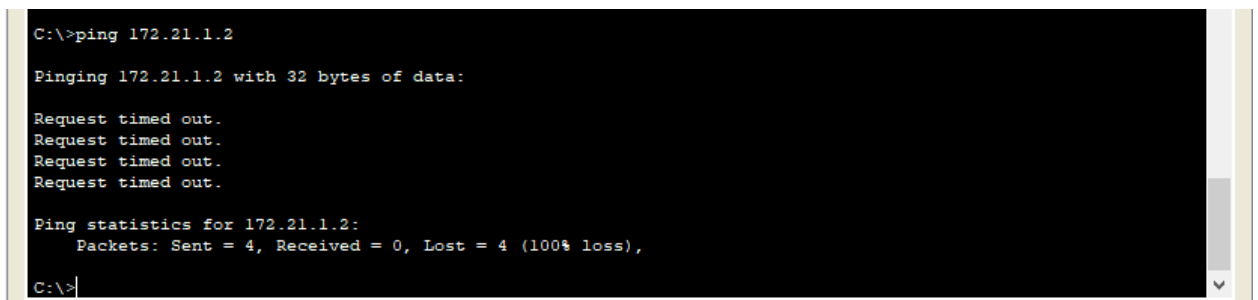 C:\>ping 172.21.1.2
Pinging 172.21.1.2 with 32 bytes of data:
Request timed out.
Request timed out.
Request timed out.
Request timed out.
Ping statistics for 172.21.1.2:
    Packets: Sent = 4, Received = 0, Lost = 4 (100% loss),
C:\>